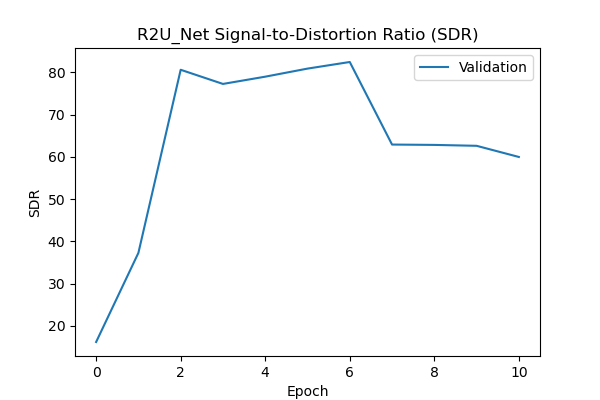 R2U_Net Signal-to-Distortion Ratio (SDR)
Validation
80
70
60
50
40
30
20
SDR
0 2 4 6 8 10
Epoch